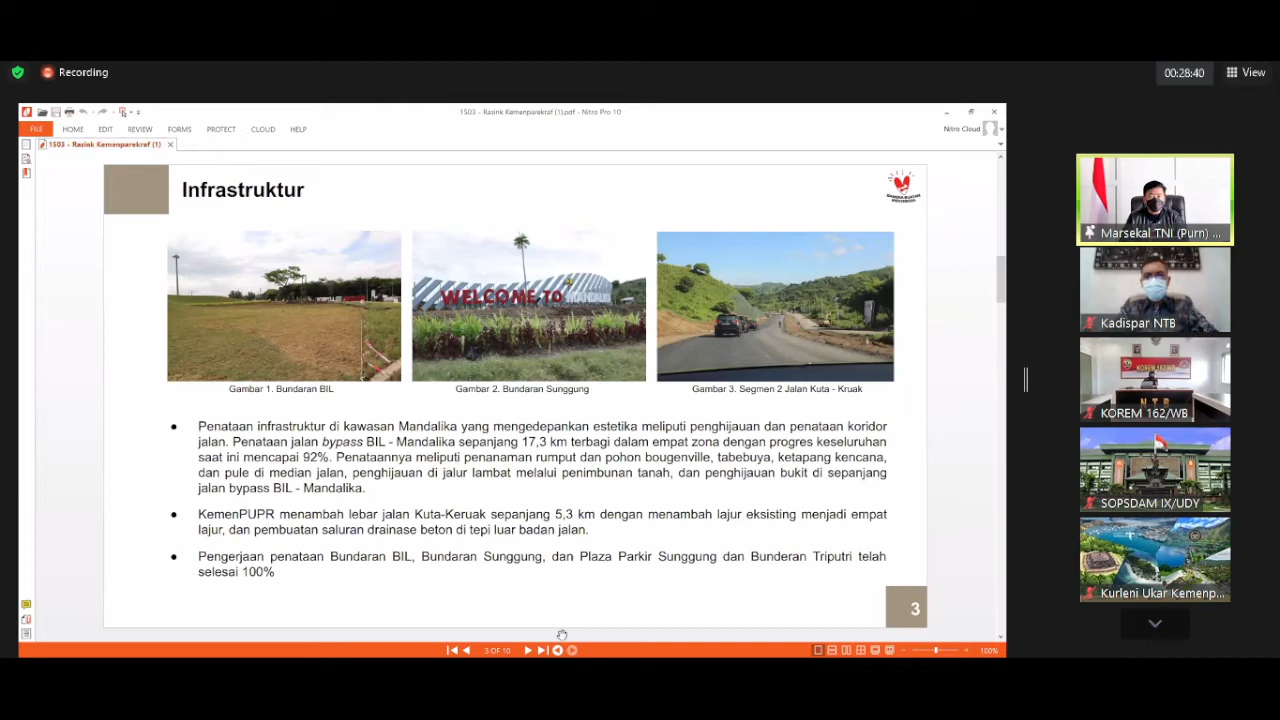 Recording
00:28:40
View
1503 - Rasink Kemenparekraf (1).pdf - Nitro Pro 10
FILE HOME EDIT REVIEW FORMS PROTECT CLOUD HELP
Nitro Cloud
1503 - Rasink Kemenparekraf (1)
Infrastruktur
WELCOME TO MANDALIKA
Gambar 1. Bundaran BIL
Gambar 2. Bundaran Sunggung
Gambar 3. Segmen 2 Jalan Kuta - Kruak
• Penataan infrastruktur di kawasan Mandalika yang mengedepankan estetika meliputi penghijauan dan penataan koridor
jalan. Penataan jalan bypass BIL - Mandalika sepanjang 17,3 km terbagi dalam empat zona dengan progres keseluruhan
saat ini mencapai 92%. Penataannya meliputi penanaman rumput dan pohon bougenville, tabebuya, ketapang kencana,
dan pule di median jalan, penghijauan di jalur lambat melalui penimbunan tanah, dan penghijauan bukit di sepanjang
jalan bypass BIL - Mandalika.
• KemenPUPR menambah lebar jalan Kuta-Keruak sepanjang 5,3 km dengan menambah lajur eksisting menjadi empat
lajur, dan pembuatan saluran drainase beton di tepi luar badan jalan.
• Pengerjaan penataan Bundaran BIL, Bundaran Sunggung, dan Plaza Parkir Sunggung dan Bunderan Triputri telah
selesai 100%
3
3 OF 10
100%
Marsekal TNI (Purn) ...
Kadispar NTB
KOREM 162/WB
N T B
KOREM 162/WB
SOPSDAM IX/UDY
Kurleni Ukar Kemenp...